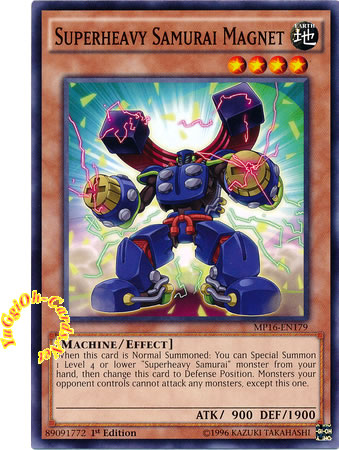 SUPERHEAVY SAMURAI MAGNET
EARTH
地
MP16-EN179
[MACHINE/EFFECT]
When this card is Normal Summoned: You can Special Summon
1 Level 4 or lower "Superheavy Samurai" monster from
your hand, then change this card to Defense Position. Monsters your
opponent controls cannot attack any monsters, except this one.
ATK/ 900 DEF/1900
89091772 1st Edition ©1996 KAZUKI TAKAHASHI
YuGgiOh-Cards.net